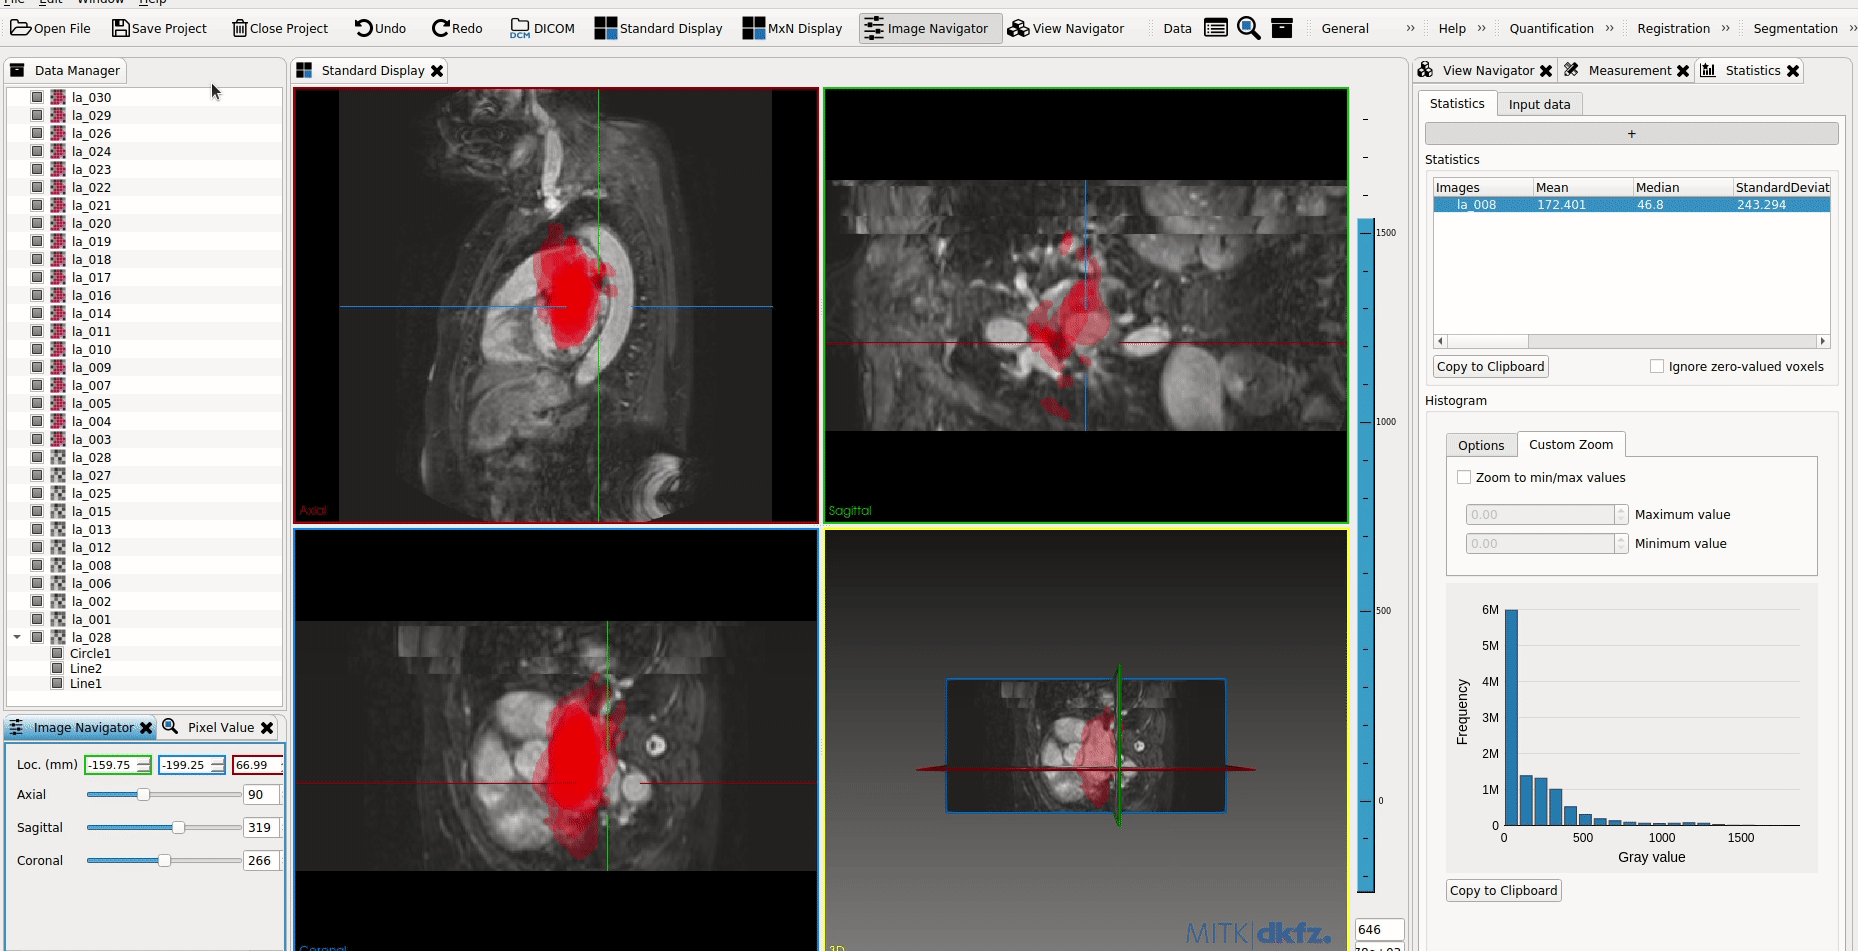 File Edit Window Help
Open File Save Project Close Project Undo Redo DCM DICOM Standard Display MxN Display Image Navigator View Navigator Data General » Help » Quantification » Registration » Segmentation »
Data Manager
la_030
la_029
la_026
la_024
la_023
la_022
la_021
la_020
la_019
la_018
la_017
la_016
la_014
la_011
la_010
la_009
la_007
la_005
la_004
la_003
la_028
la_027
la_025
la_015
la_013
la_012
la_008
la_006
la_002
la_001
la_028
Circle1
Line2
Line1
Image Navigator Pixel Value
Loc. (mm) -159.75 -199.25 66.99
Axial 90
Sagittal 319
Coronal 266
Standard Display
Axial
Sagittal
Coronal
3D
MITK dkfz.
1500
1000
500
0
646
View Navigator Measurement Statistics
Statistics Input data
+
Statistics
Images Mean Median StandardDeviat
la_008 172.401 46.8 243.294
Copy to Clipboard Ignore zero-valued voxels
Histogram
Options Custom Zoom
Zoom to min/max values
0.00 Maximum value
0.00 Minimum value
6M
5M
4M
3M
2M
1M
0
Frequency
0 500 1000 1500
Gray value
Copy to Clipboard